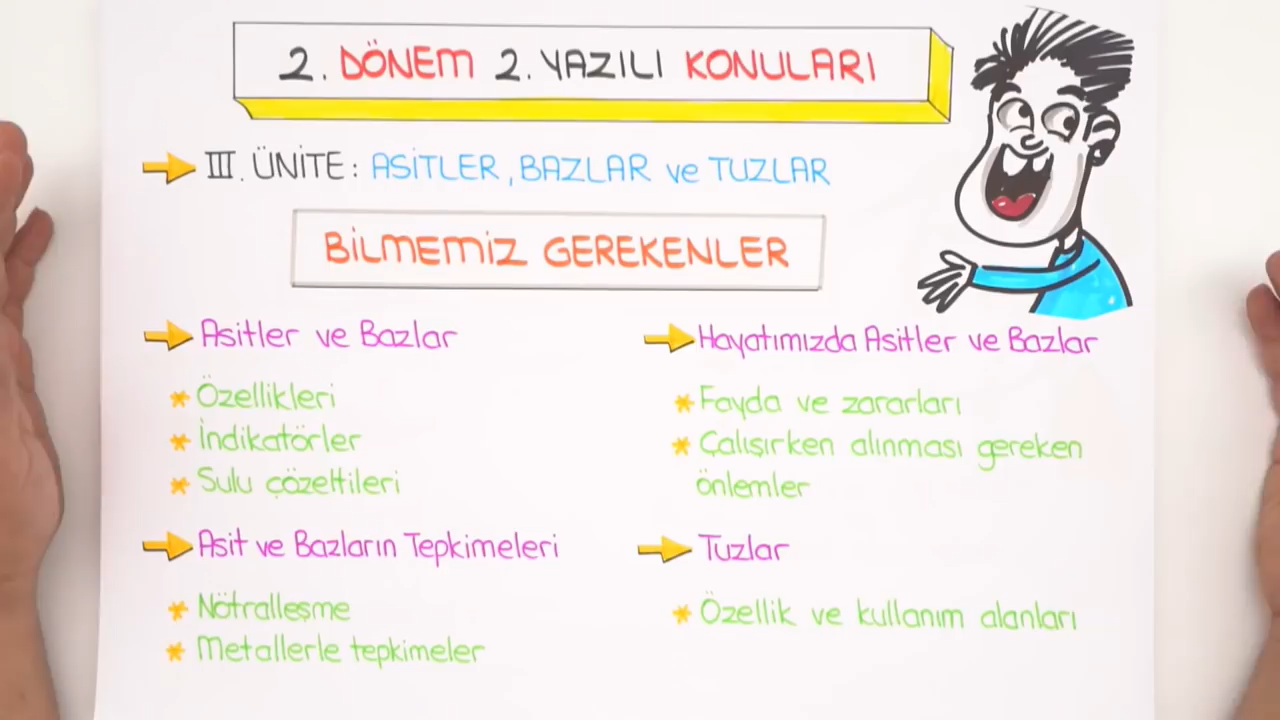 2. DÖNEM 2. YAZILI KONULARI
III. ÜNİTE: ASİTLER, BAZLAR ve TUZLAR
BİLMEMİZ GEREKENLER
Asitler ve Bazlar
* Özellikleri
* İndikatörler
* Sulu çözeltileri
Asit ve Bazların Tepkimeleri
* Nötralleşme
* Metallerle tepkimeler
Hayatımızda Asitler ve Bazlar
* Fayda ve zararları
* Çalışırken alınması gereken
önlemler
Tuzlar
* Özellik ve kullanım alanları